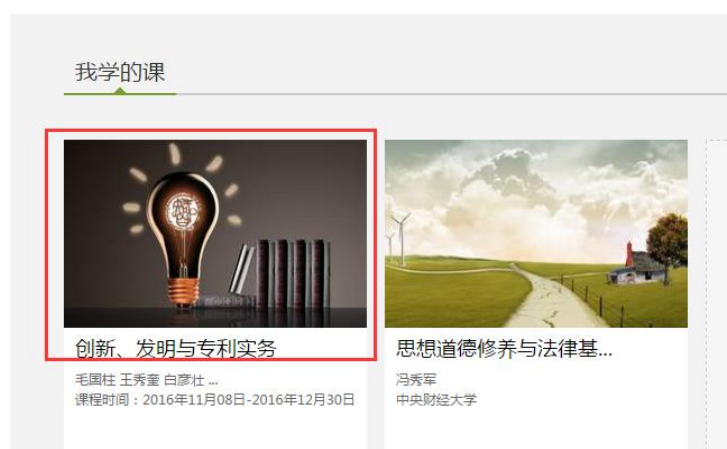 我学的课
创新、发明与专利实务
毛国柱 王秀奎 白彦壮 ...
课程时间：2016年11月08日-2016年12月30日
思想道德修养与法律基...
冯秀军
中央财经大学